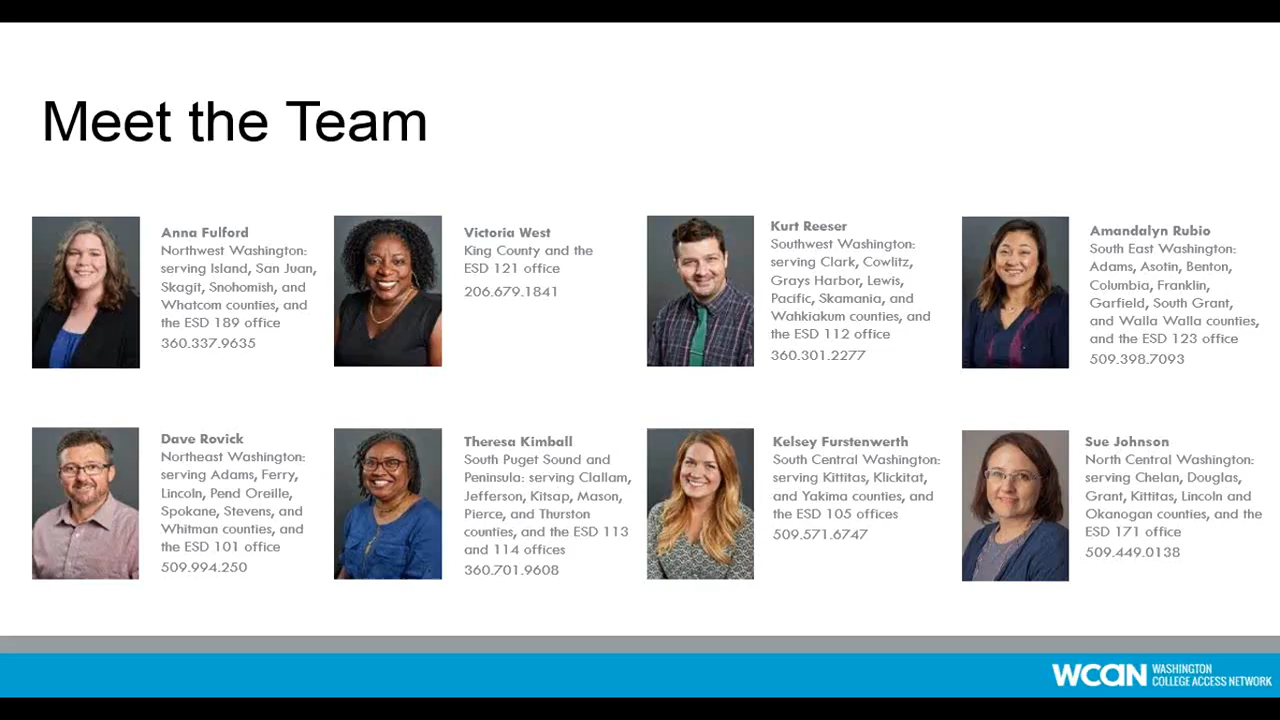 Meet the Team
Anna Fulford
Northwest Washington:
serving Island, San Juan,
Skagit, Snohomish, and
Whatcom counties, and
the ESD 189 office
360.337.9635
Victoria West
King County and the
ESD 121 office
206.679.1841
Kurt Reeser
Southwest Washington:
serving Clark, Cowlitz,
Grays Harbor, Lewis,
Pacific, Skamania, and
Wahkiakum counties, and
the ESD 112 office
360.301.2277
Amandalyn Rubio
South East Washington:
Adams, Asotin, Benton,
Columbia, Franklin,
Garfield, South Grant,
and Walla Walla counties,
and the ESD 123 office
509.398.7093
Dave Rovick
Northeast Washington:
serving Adams, Ferry,
Lincoln, Pend Oreille,
Spokane, Stevens, and
Whitman counties, and
the ESD 101 office
509.994.250
Theresa Kimball
South Puget Sound and
Peninsula: serving Clallam,
Jefferson, Kitsap, Mason,
Pierce, and Thurston
counties, and the ESD 113
and 114 offices
360.701.9608
Kelsey Furstenwerth
South Central Washington:
serving Kittitas, Klickitat,
and Yakima counties, and
the ESD 105 offices
509.571.6747
Sue Johnson
North Central Washington:
serving Chelan, Douglas,
Grant, Kittitas, Lincoln and
Okanogan counties, and the
ESD 171 office
509.449.0138
WCAN WASHINGTON
COLLEGE ACCESS NETWORK